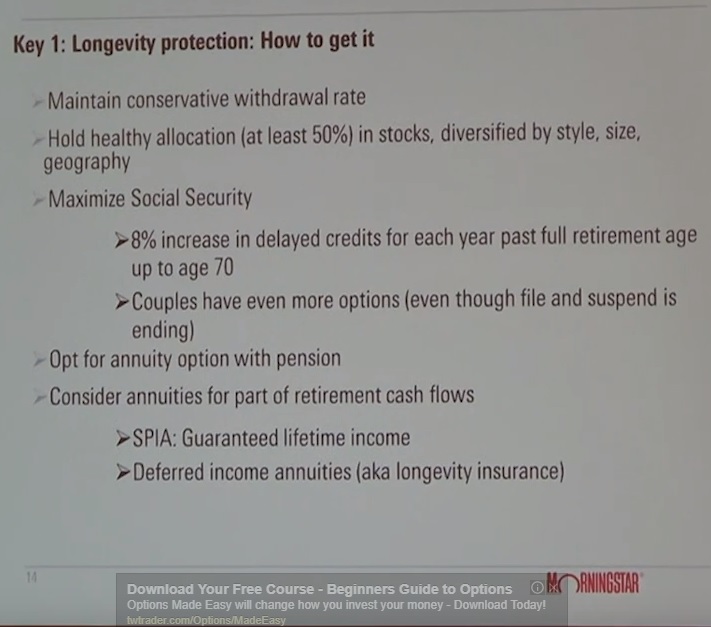 Key 1: Longevity protection: How to get it
➢Maintain conservative withdrawal rate
➢Hold healthy allocation (at least 50%) in stocks, diversified by style, size,
geography
➢Maximize Social Security
➢8% increase in delayed credits for each year past full retirement age
up to age 70
➢Couples have even more options (even though file and suspend is
ending)
➢Opt for annuity option with pension
➢Consider annuities for part of retirement cash flows
➢SPIA: Guaranteed lifetime income
➢Deferred income annuities (aka longevity insurance)
14
MORNINGSTAR
Download Your Free Course - Beginners Guide to Options
Options Made Easy will change how you invest your money - Download Today!
twtrader.com/Options/MadeEasy